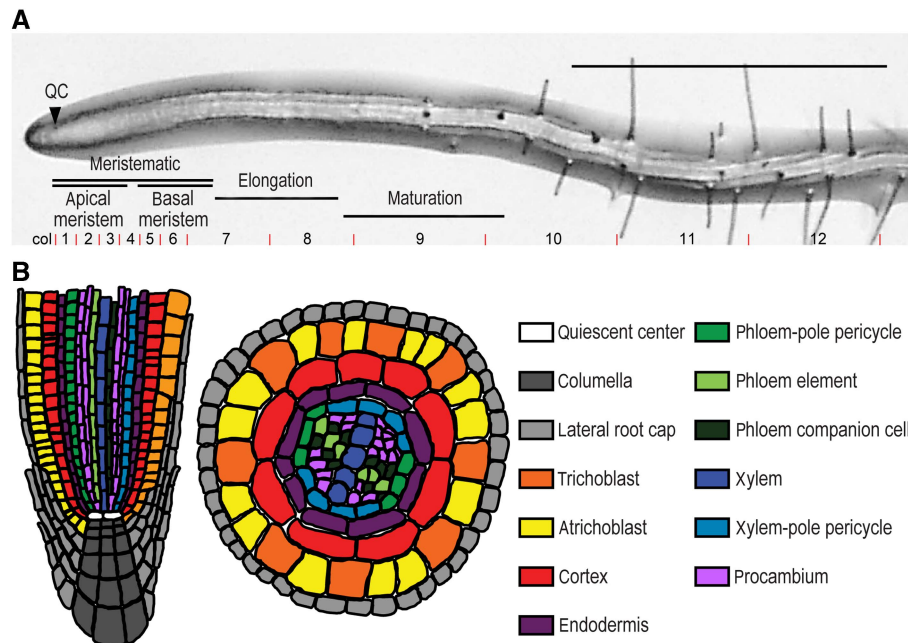 A
QC
Meristematic
Elongation
Apical meristem
Basal meristem
Maturation
col 1 2 3 4 5 6 7 8 9 10 11 12
B
Quiescent center
Columella
Lateral root cap
Trichoblast
Atrichoblast
Cortex
Endodermis
Phloem-pole pericycle
Phloem element
Phloem companion cell
Xylem
Xylem-pole pericycle
Procambium